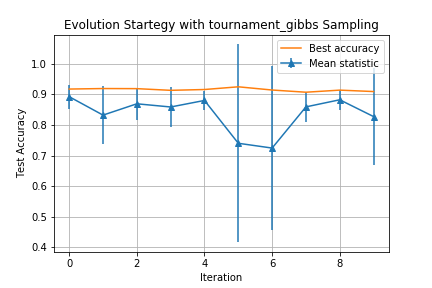 Evolution Startegy with tournament_gibbs Sampling
Best accuracy
Mean statistic
Test Accuracy
1.0
0.9
0.8
0.7
0.6
0.5
0.4
0 2 4 6 8
Iteration